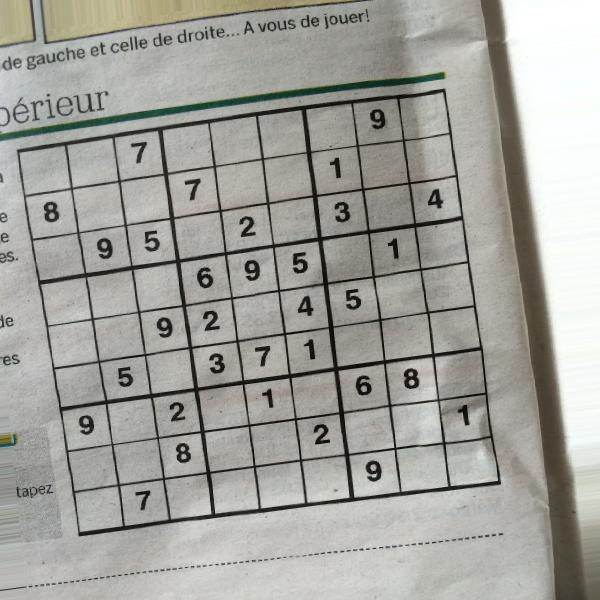 de gauche et celle de droite... A vous de jouer!
périeur
7 9
8 7 1
9 5 2 3 4
6 9 5 1
9 2 4 5
5 3 7 1
9 2 1 6 8
8 2 1
7 9
es.
de
res
tapez